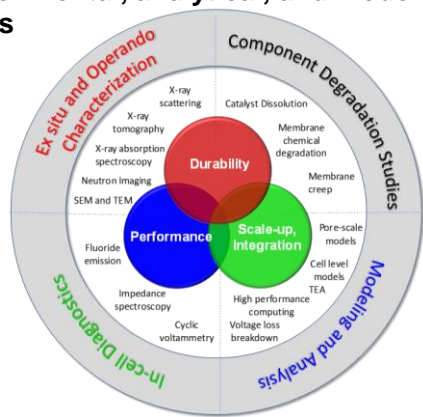 s
Ex situ and Operando
Characterization
Component Degradation Studies
X-ray
scattering
X-ray
tomography
X-ray absorption
spectroscopy
Neutron Imaging
SEM and TEM
Catalyst Dissolution
Membrane
chemical
degradation
Membrane
creep
Durability
Performance
Scale-up,
integration
Fluoride
emission
Impedance
spectroscopy
Cyclic
voltammetry
Pore-scale
models
Cell level
models
TEA
High performance
computing
Voltage loss
breakdown
In-cell Diagnostics
Modeling and Analysis